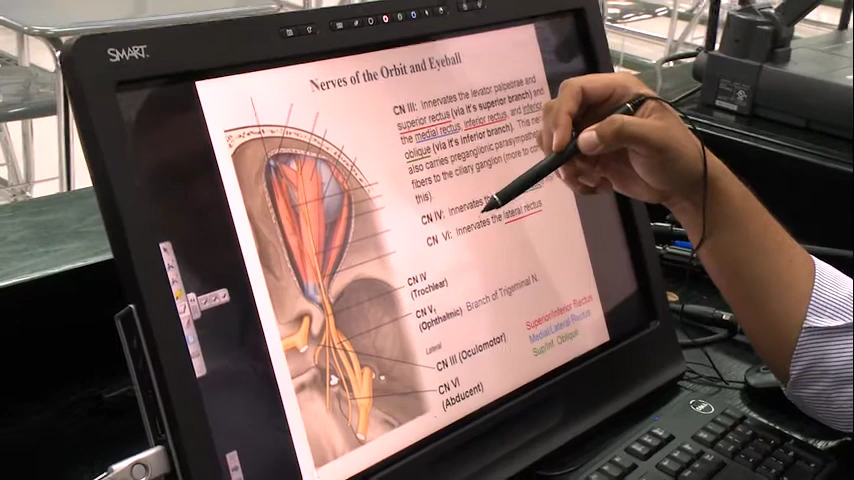 SMART
Nerves of the Orbit and Eyeball
CN III: Innervates the levator palpebrae and
superior rectus (via it's superior branch) and
the medial rectus, inferior rectus, and inferior
oblique (via it's inferior branch). This
also carries preganglionic parasympathetic
fibers to the ciliary ganglion (more to
this).
CN IV: Innervates the
CN VI: Innervates the lateral rectus
CN IV
(Trochlear)
CN V₁
(Ophthalmic) Branch of Trigeminal N.
Lateral
CN III (Oculomotor)
CN VI
(Abducent)
Superior/Inferior Rectus
Medial/Lateral Rectus
Sup/Inf. Oblique
DELL